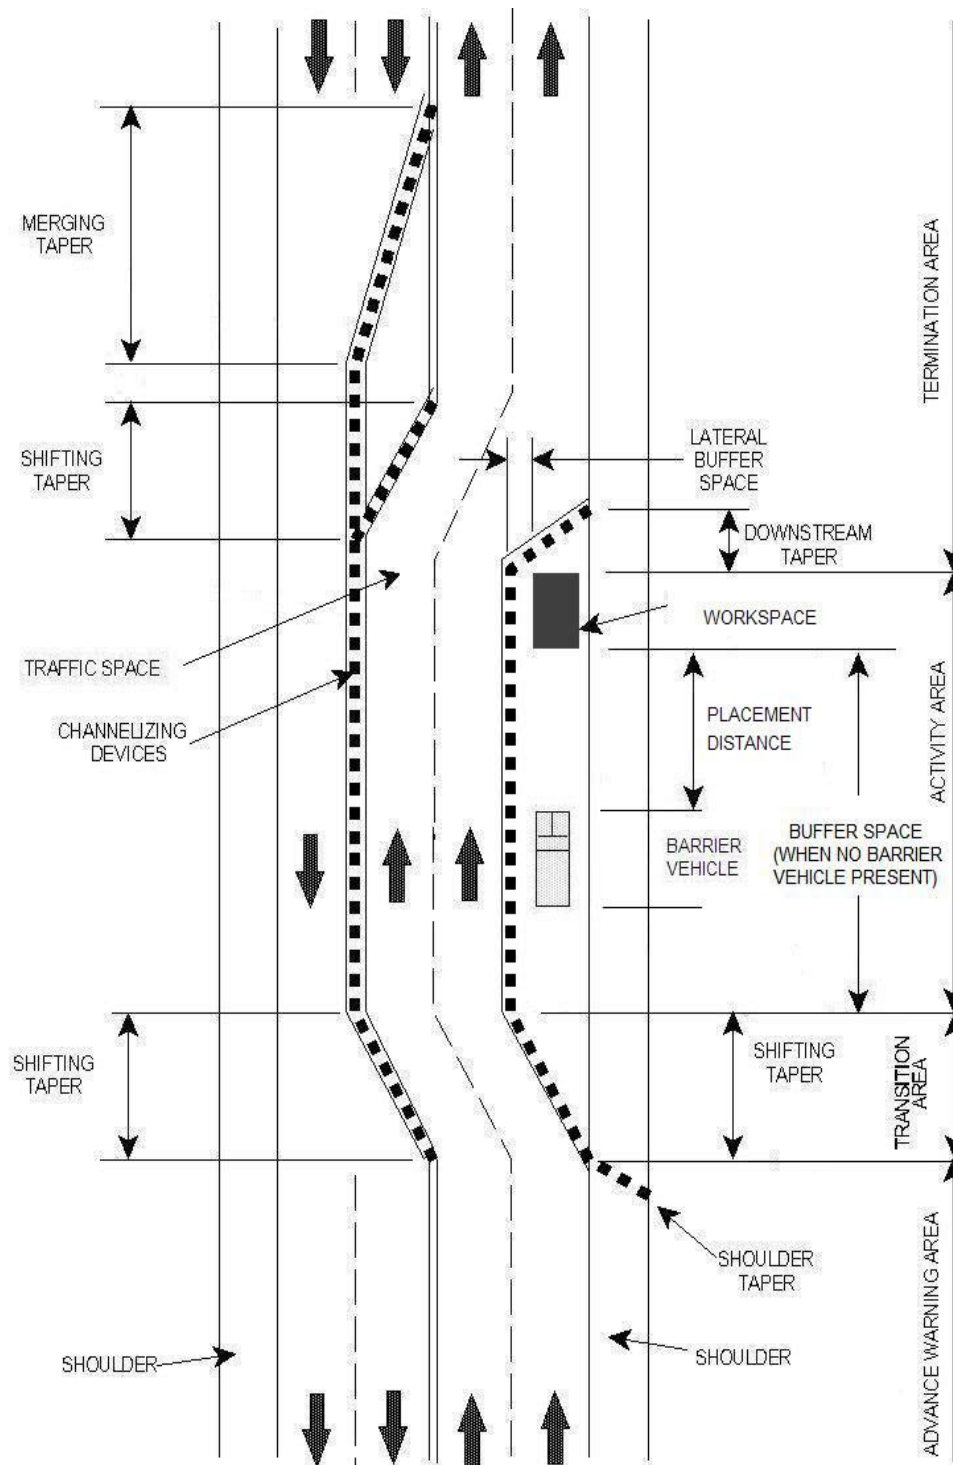 MERGING
TAPER
TERMINATION AREA
SHIFTING
TAPER
LATERAL
BUFFER
SPACE
DOWNSTREAM
TAPER
WORKSPACE
TRAFFIC SPACE
CHANNELIZING
DEVICES
PLACEMENT
DISTANCE
ACTIVITY AREA
BARRIER
VEHICLE
BUFFER SPACE
(WHEN NO BARRIER
VEHICLE PRESENT)
SHIFTING
TAPER
SHIFTING
TAPER
TRANSITION
AREA
SHOULDER
TAPER
ADVANCE WARNING AREA
SHOULDER
SHOULDER